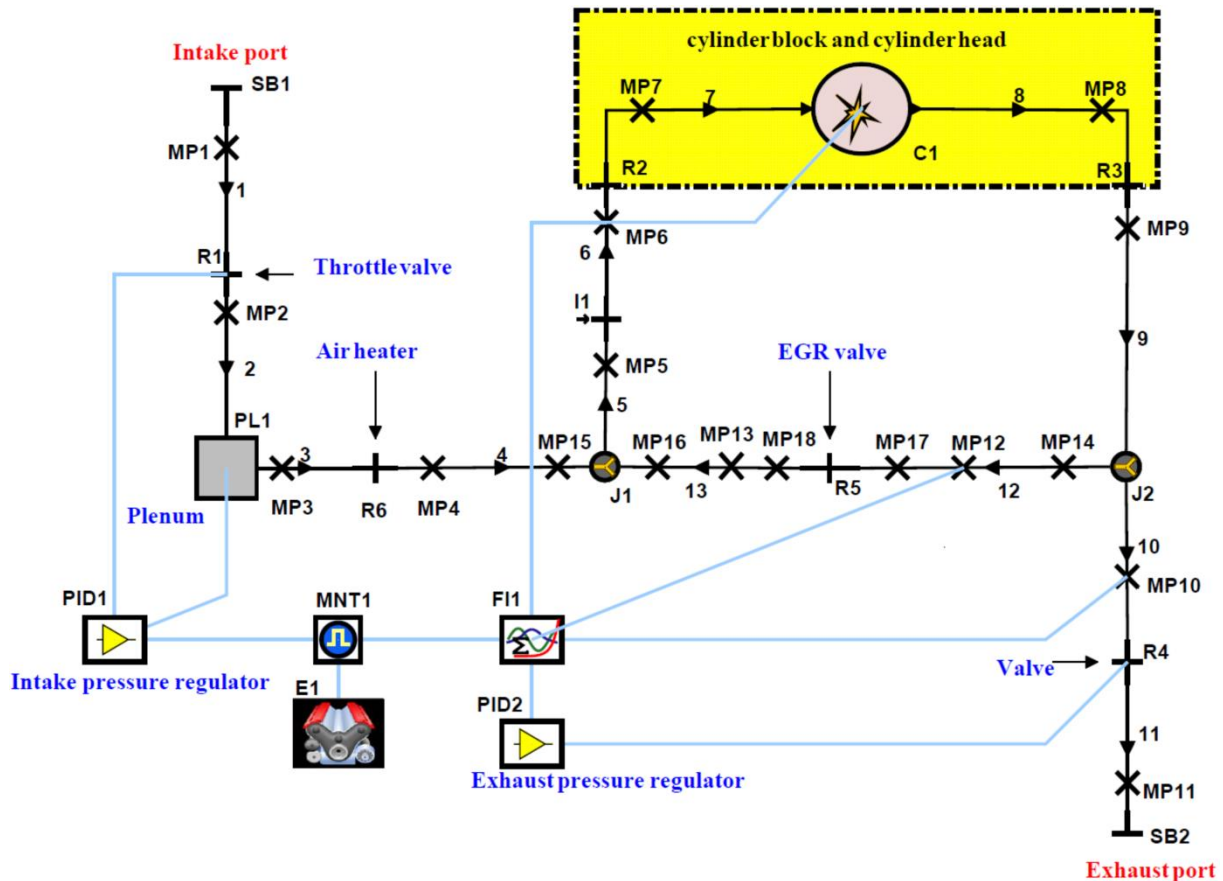 Intake port
SB1
MP1
1
R1
Throttle valve
MP2
2
PL1
Plenum
MP3
3
Air heater
R6
MP4
4
MP15
J1
5
MP5
I1
6
MP6
R2
cylinder block and cylinder head
MP7
7
C1
8
MP8
R3
MP9
9
EGR valve
MP16
13
MP13
MP18
R5
MP17
MP12
12
MP14
J2
10
MP10
Valve
R4
11
MP11
SB2
Exhaust port
PID1
Intake pressure regulator
MNT1
E1
FI1
Σ
PID2
Exhaust pressure regulator